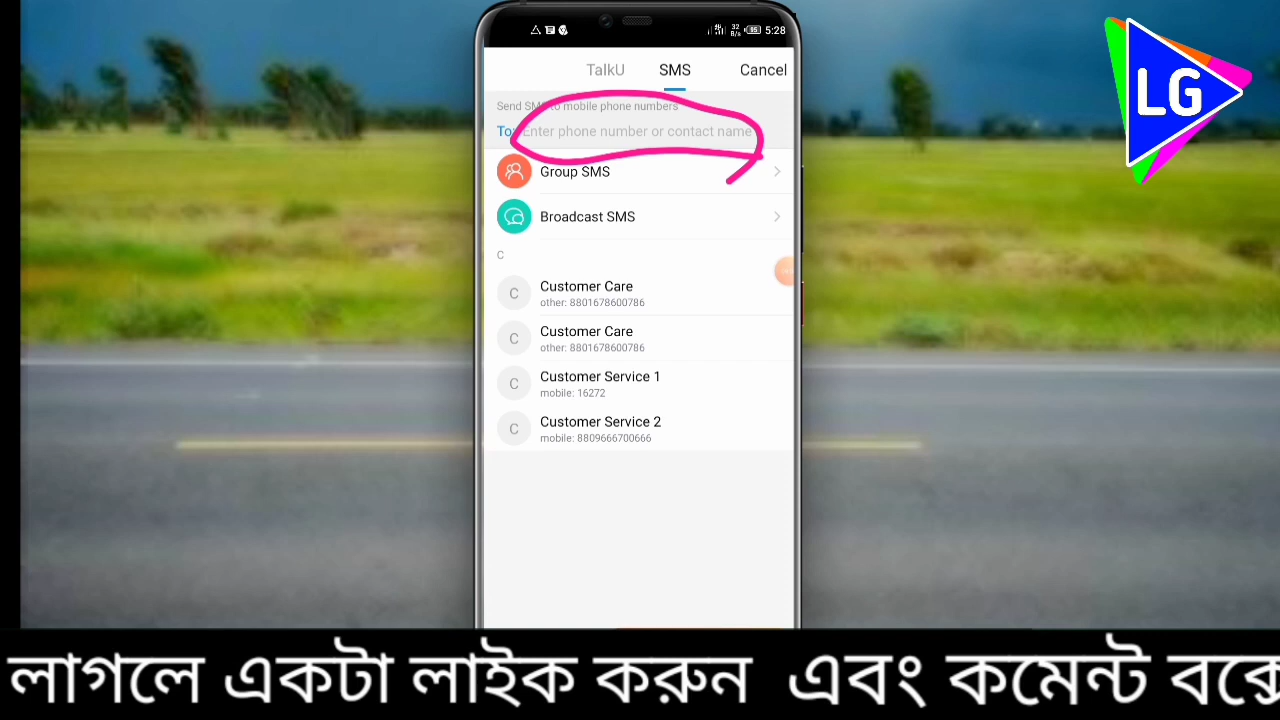 32 B/s 85 5:28
TalkU SMS Cancel
Send SMS to mobile phone numbers
To: Enter phone number or contact name
Group SMS
Broadcast SMS
C
C Customer Care
other: 8801678600786
C Customer Care
other: 8801678600786
C Customer Service 1
mobile: 16272
C Customer Service 2
mobile: 8809666700666
LG
লাগলে একটা লাইক করুন এবং কমেন্ট বক্সে